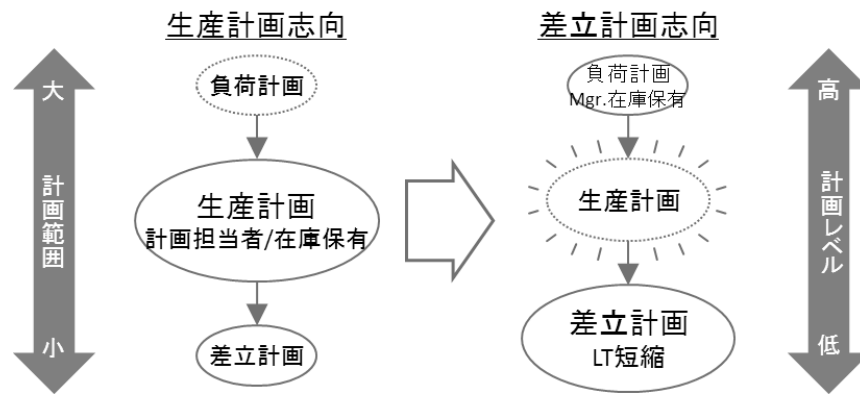 生産計画志向
差立計画志向
大
計画範囲
小
負荷計画
生産計画
計画担当者/在庫保有
差立計画
負荷計画
Mgr.在庫保有
生産計画
差立計画
LT短縮
高
計画レベル
低